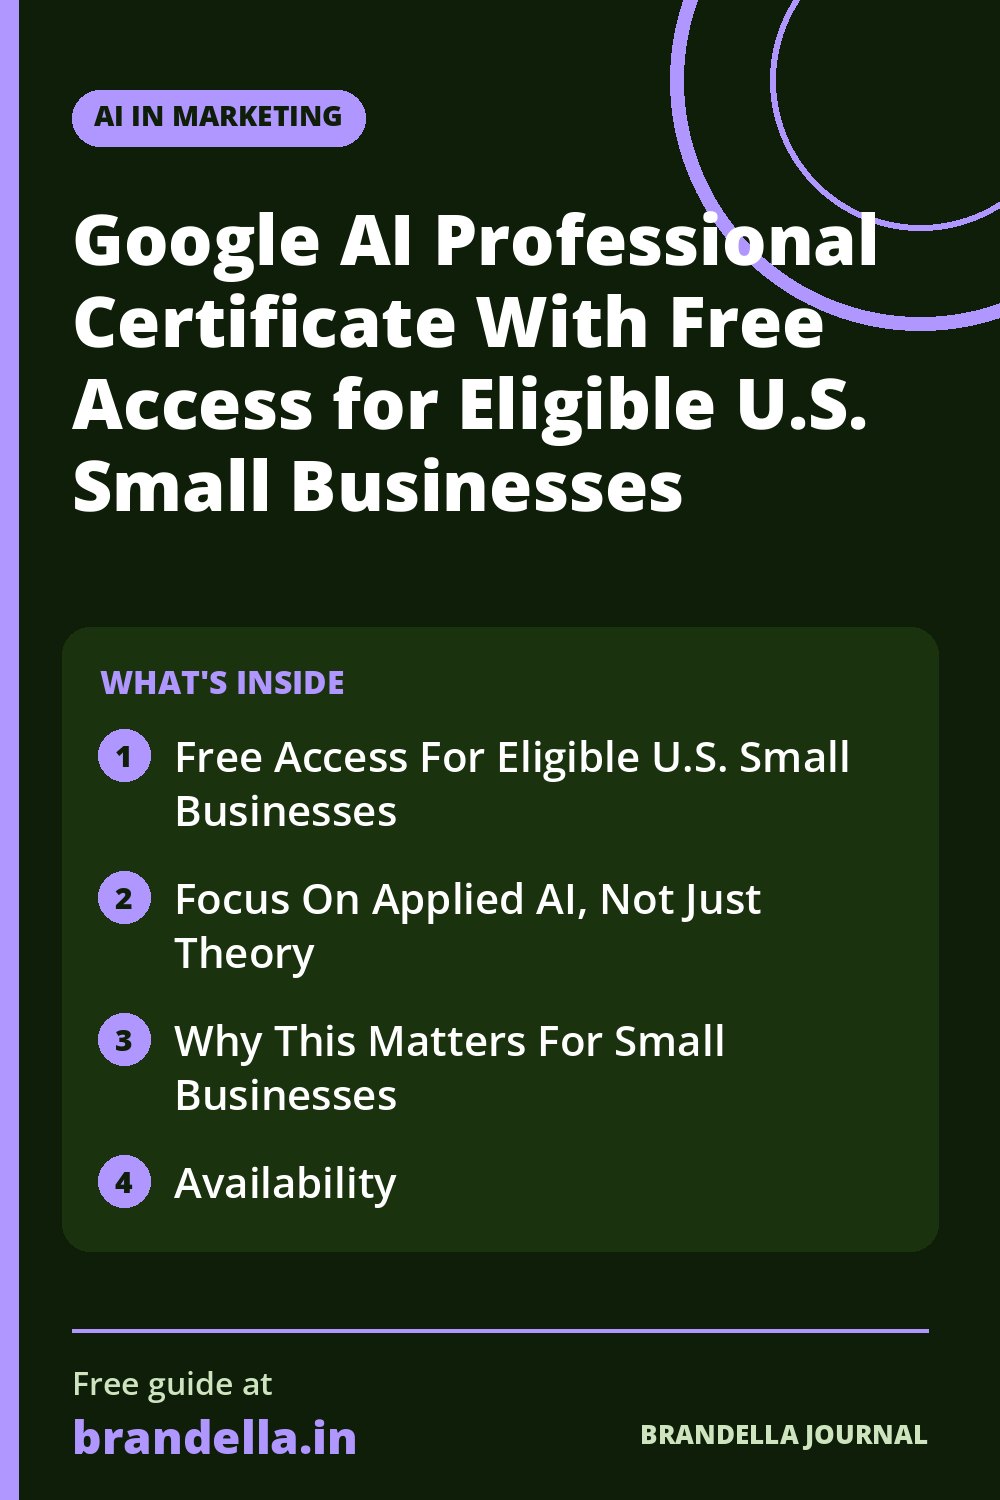 AI IN MARKETING
Google AI Professional
Certificate With Free
Access for Eligible U.S.
Small Businesses
WHAT'S INSIDE
1 Free Access For Eligible U.S. Small
Businesses
2 Focus On Applied AI, Not Just
Theory
3 Why This Matters For Small
Businesses
4 Availability
Free guide at
brandella.in
BRANDELLA JOURNAL